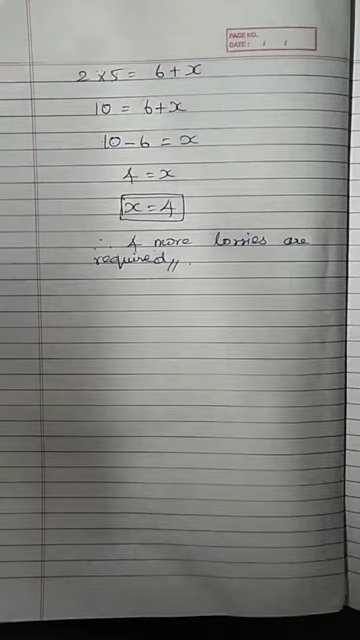 PAGE NO.
DATE: / /
2 × 5 = 6 + x
10 = 6 + x
10 - 6 = x
4 = x
x = 4
∴ 4 more lorries are
required,,.